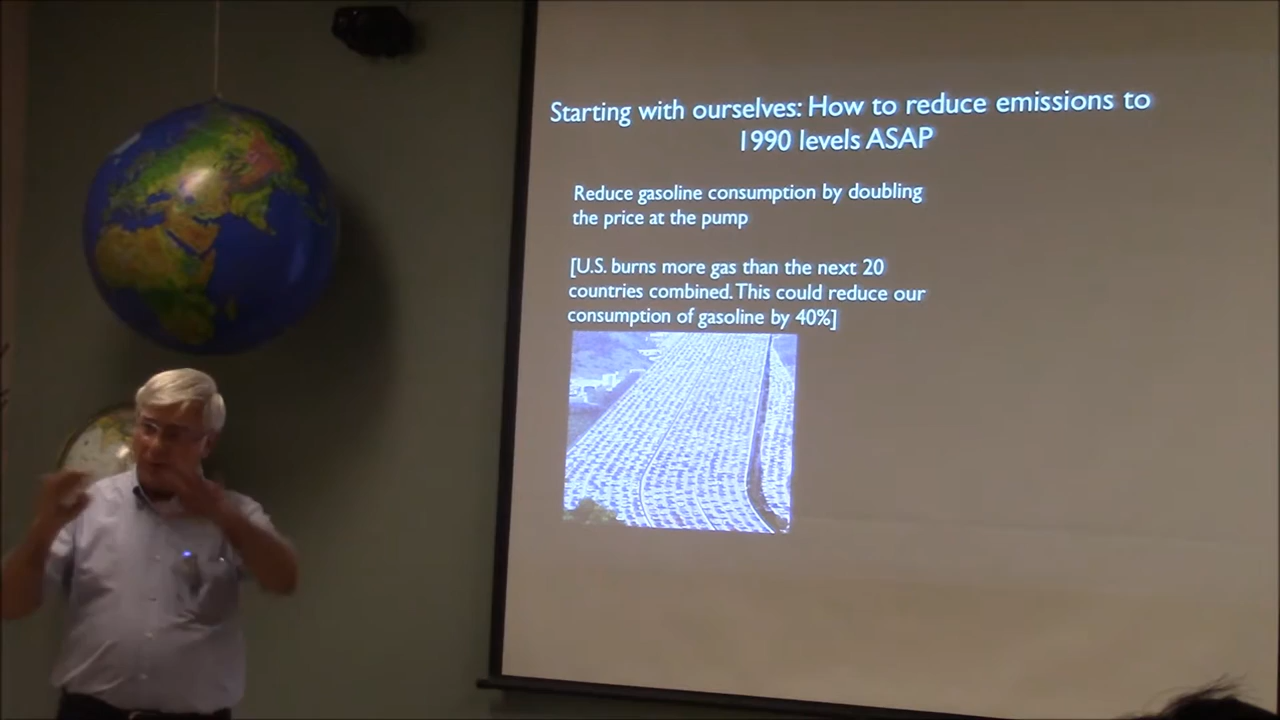 Starting with ourselves: How to reduce emissions to
1990 levels ASAP
Reduce gasoline consumption by doubling
the price at the pump
[U.S. burns more gas than the next 20
countries combined. This could reduce our
consumption of gasoline by 40%]